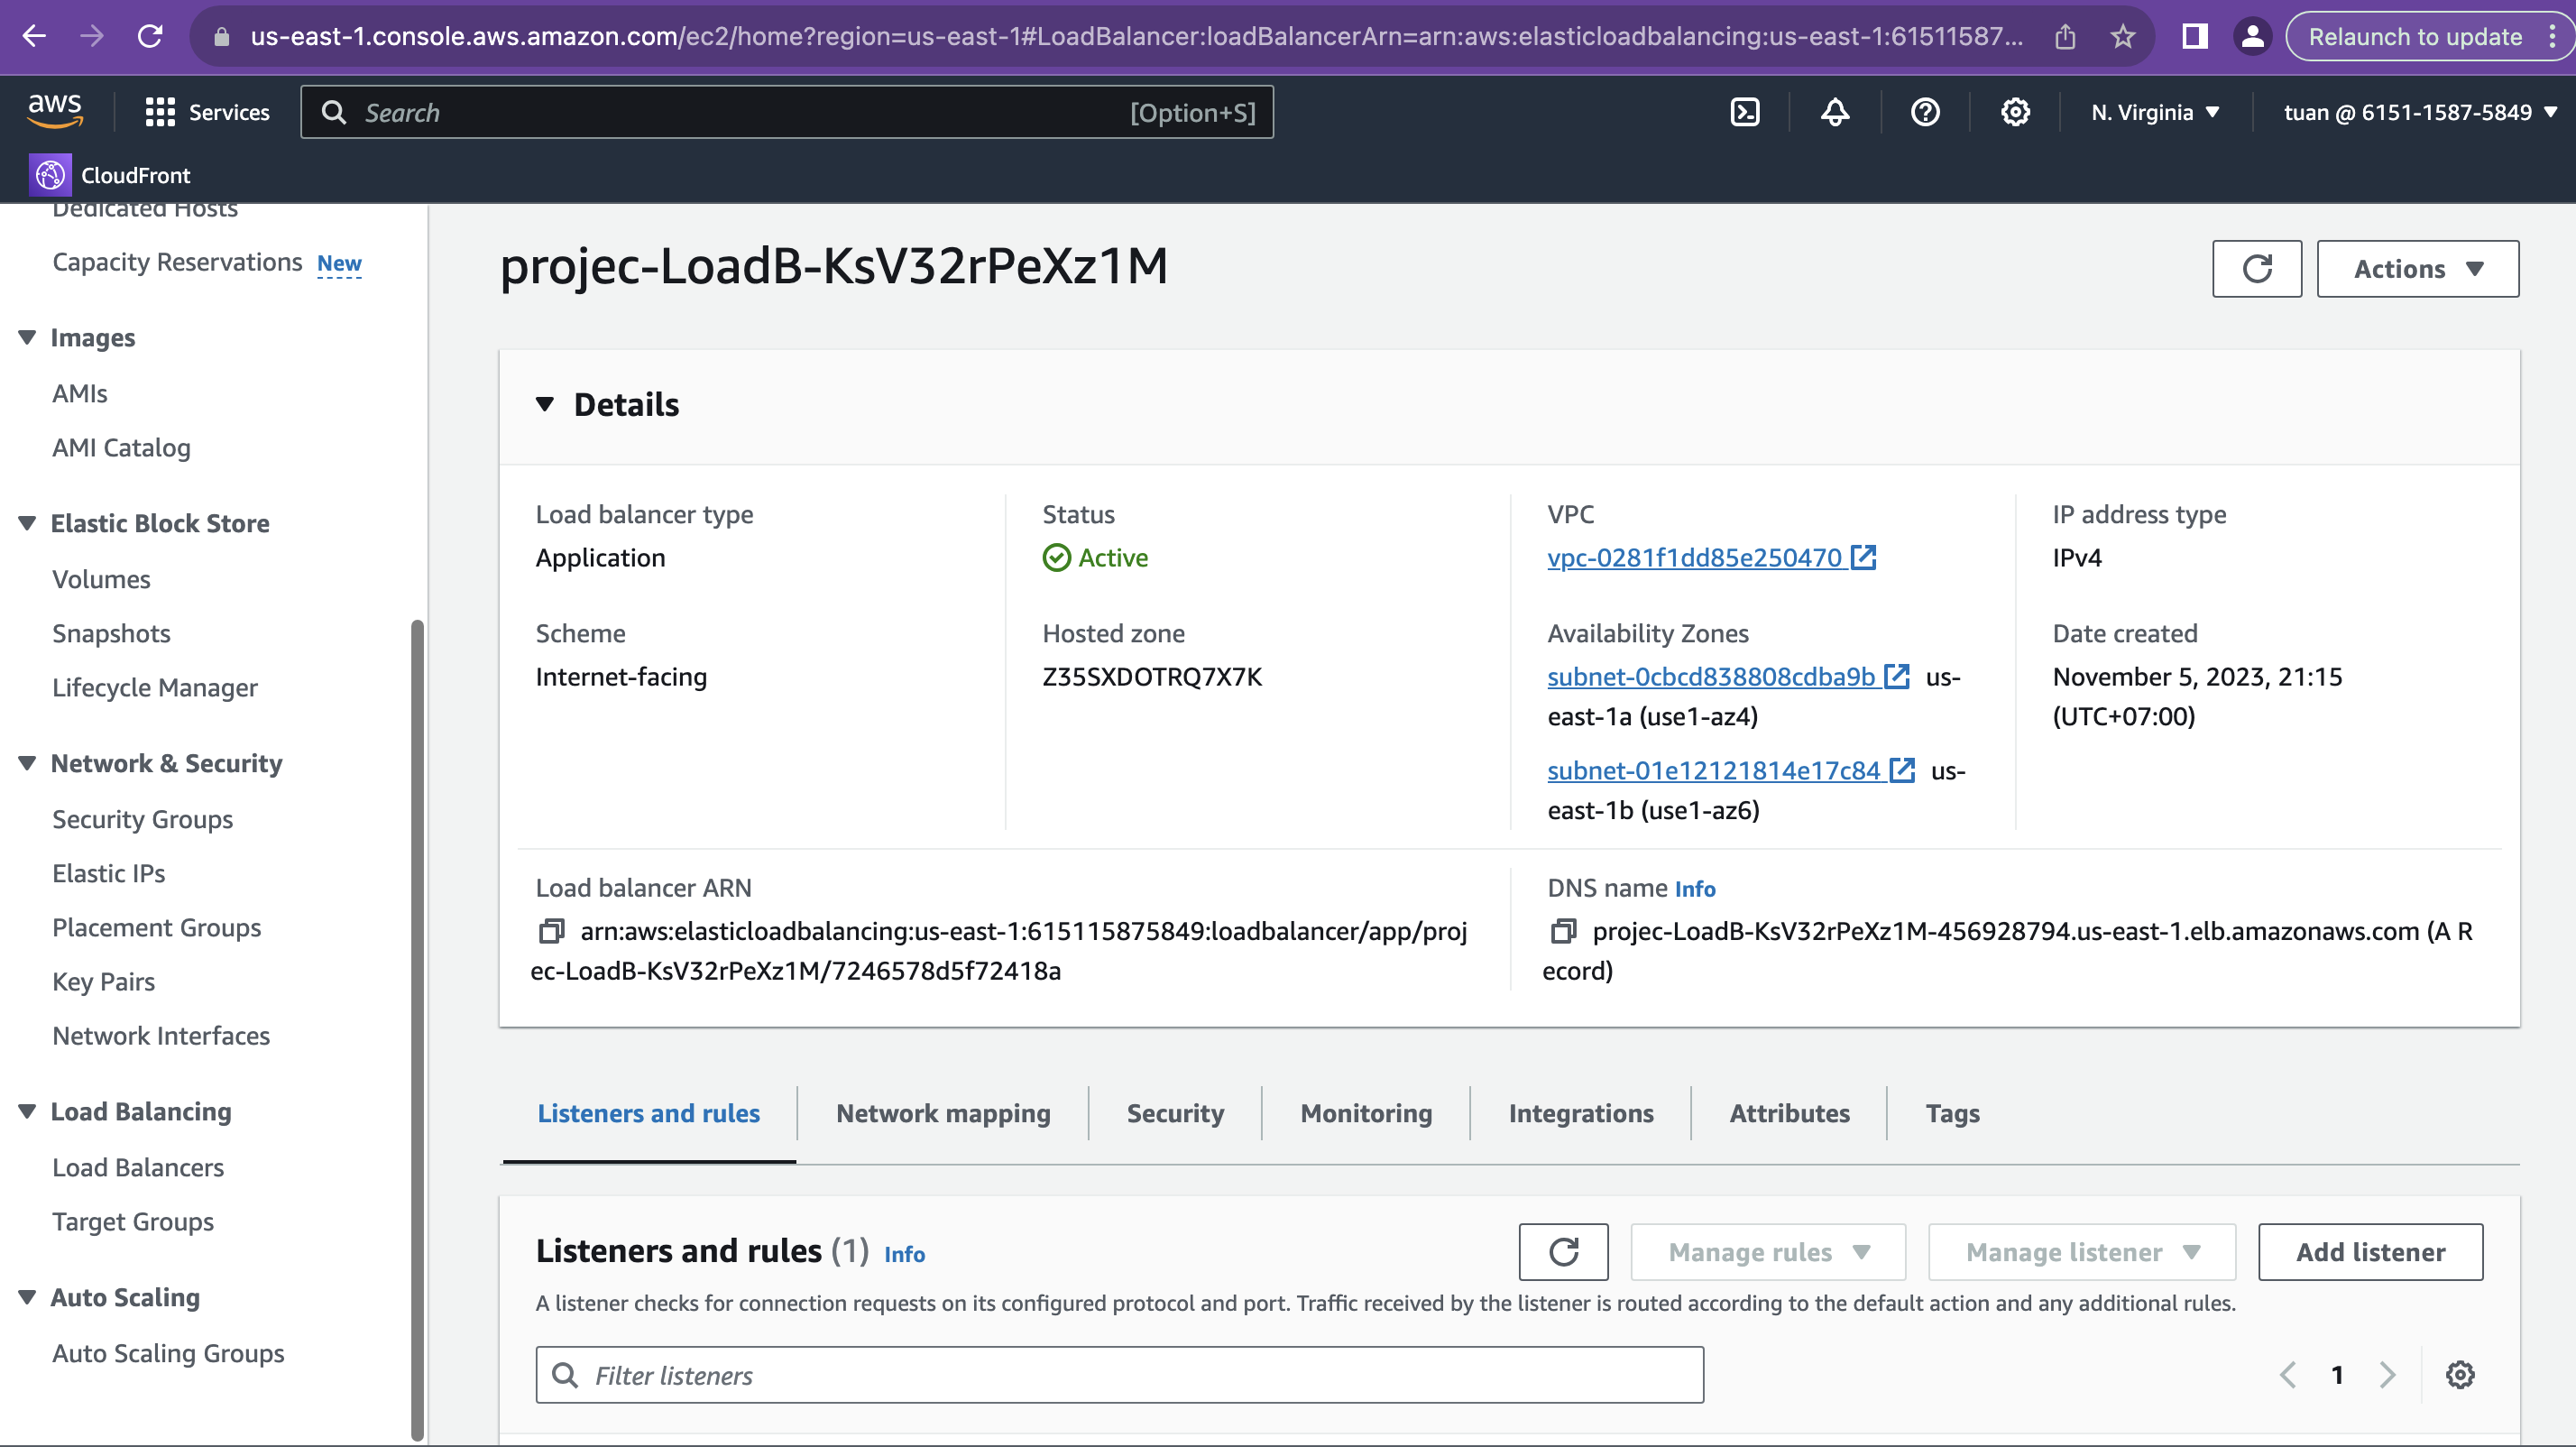 us-east-1.console.aws.amazon.com/ec2/home?region=us-east-1#LoadBalancer:loadBalancerArn=arn:aws:elasticloadbalancing:us-east-1:61511587...
Relaunch to update
aws
Services
Search
[Option+S]
N. Virginia
tuan @ 6151-1587-5849
CloudFront
Dedicated Hosts
Capacity Reservations New
Images
AMIs
AMI Catalog
Elastic Block Store
Volumes
Snapshots
Lifecycle Manager
Network & Security
Security Groups
Elastic IPs
Placement Groups
Key Pairs
Network Interfaces
Load Balancing
Load Balancers
Target Groups
Auto Scaling
Auto Scaling Groups
projec-LoadB-KsV32rPeXz1M
Actions
Details
Load balancer type
Application
Scheme
Internet-facing
Status
Active
Hosted zone
Z35SXDOTRQ7X7K
VPC
vpc-0281f1dd85e250470
Availability Zones
subnet-0cbcd838808cdba9b us-
east-1a (use1-az4)
subnet-01e12121814e17c84 us-
east-1b (use1-az6)
IP address type
IPv4
Date created
November 5, 2023, 21:15
(UTC+07:00)
Load balancer ARN
arn:aws:elasticloadbalancing:us-east-1:615115875849:loadbalancer/app/proj
ec-LoadB-KsV32rPeXz1M/7246578d5f72418a
DNS name Info
projec-LoadB-KsV32rPeXz1M-456928794.us-east-1.elb.amazonaws.com (A R
ecord)
Listeners and rules
Network mapping
Security
Monitoring
Integrations
Attributes
Tags
Listeners and rules (1) Info
Manage rules
Manage listener
Add listener
A listener checks for connection requests on its configured protocol and port. Traffic received by the listener is routed according to the default action and any additional rules.
Filter listeners
1